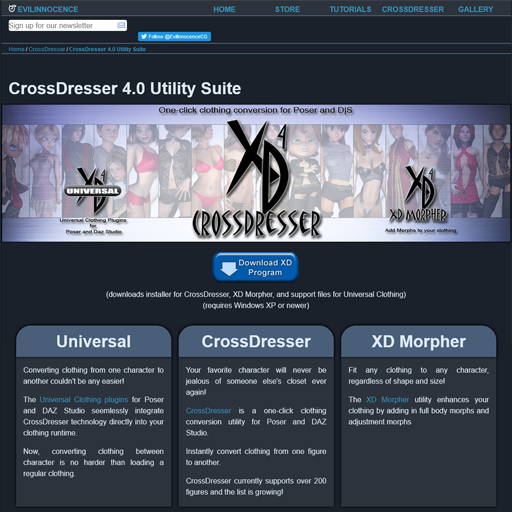 EVILINNOCENCE HOME STORE TUTORIALS CROSSDRESSER GALLERY
Sign up for our newsletter
Follow @EvilInnocenceCG
Home / CrossDresser / CrossDresser 4.0 Utility Suite
CrossDresser 4.0 Utility Suite
One-click clothing conversion for Poser and D|S
XD 4
CROSSDRESSER
XD 4
UNIVERSAL
Universal Clothing Plugins
for
Poser and Daz Studio
XD 4
XD MORPHER
Add Morphs to your clothing
Download XD
Program
(downloads installer for CrossDresser, XD Morpher, and support files for Universal Clothing)
(requires Windows XP or newer)
Universal
Converting clothing from one character to
another couldn't be any easier!
The Universal Clothing plugins for Poser
and DAZ Studio seemlessly integrate
CrossDresser technology directly into your
clothing runtime.
Now, converting clothing between
character is no harder than loading a
regular clothing.
CrossDresser
Your favorite character will never be
jealous of someone else's closet ever
again!
CrossDresser is a one-click clothing
conversion utility for Poser and DAZ
Studio.
Instantly convert clothing from one figure
to another.
CrossDresser currently supports over 200
figures and the list is growing!
XD Morpher
Fit any clothing to any character,
regardless of shape and size!
The XD Morpher utility enhances your
clothing by adding in full body morphs and
adjustment morphs